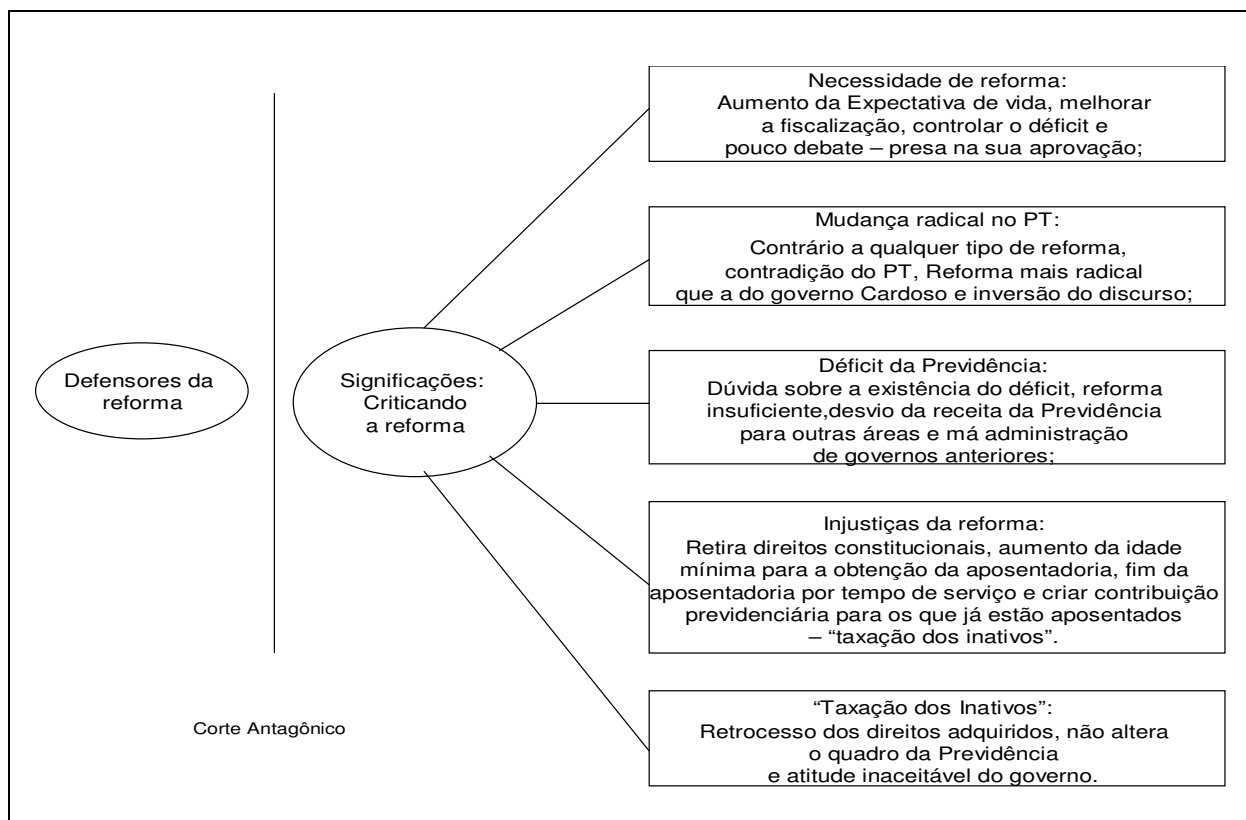 Necessidade de reforma:
Aumento da Expectativa de vida, melhorar
a fiscalização, controlar o déficit e
pouco debate – presa na sua aprovação;
Mudança radical no PT:
Contrário a qualquer tipo de reforma,
contradição do PT, Reforma mais radical
que a do governo Cardoso e inversão do discurso;
Defensores da
reforma
Significações:
Criticando
a reforma
Déficit da Previdência:
Dúvida sobre a existência do déficit, reforma
insuficiente,desvio da receita da Previdência
para outras áreas e má administração
de governos anteriores;
Injustiças da reforma:
Retira direitos constitucionais, aumento da idade
mínima para a obtenção da aposentadoria, fim da
aposentadoria por tempo de serviço e criar contribuição
previdenciária para os que já estão aposentados
– “taxação dos inativos”.
Corte Antagônico
“Taxação dos Inativos”:
Retrocesso dos direitos adquiridos, não altera
o quadro da Previdência
e atitude inaceitável do governo.